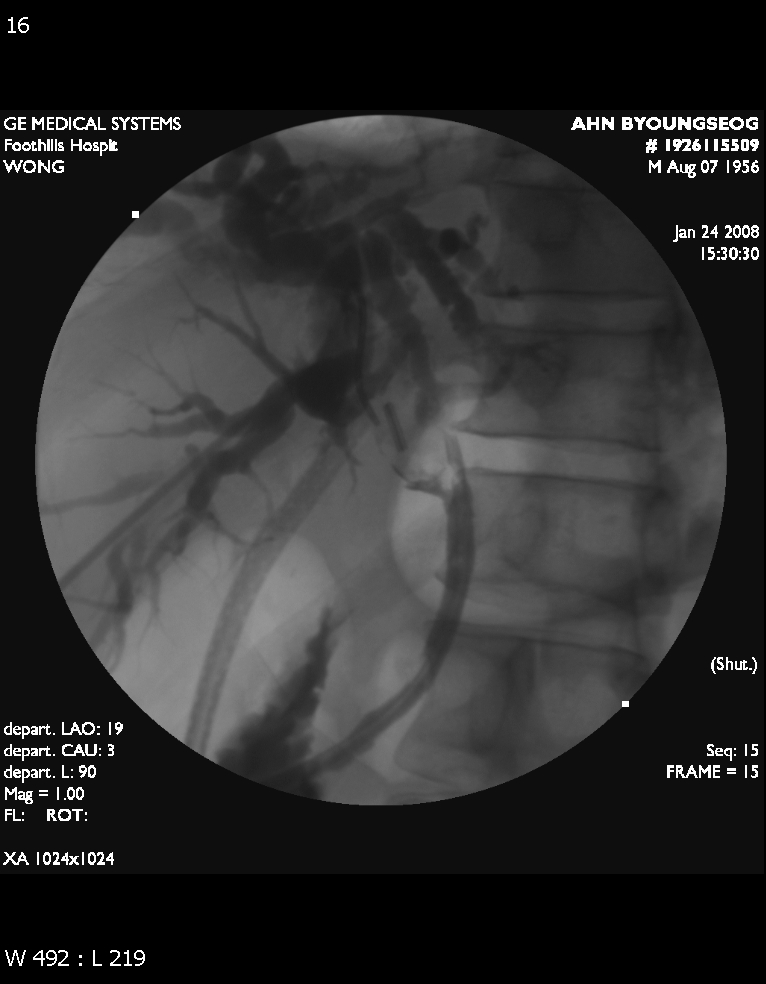 16
GE MEDICAL SYSTEMS
Foothills Hospit
WONG
AHN BYOUNGSEOG
# 1926115509
M Aug 07 1956
Jan 24 2008
15:30:30
(Shut.)
depart. LAO: 19
depart. CAU: 3
depart. L: 90
Mag = 1.00
FL: ROT:
Seq: 15
FRAME = 15
XA 1024x1024
W 492 : L 219